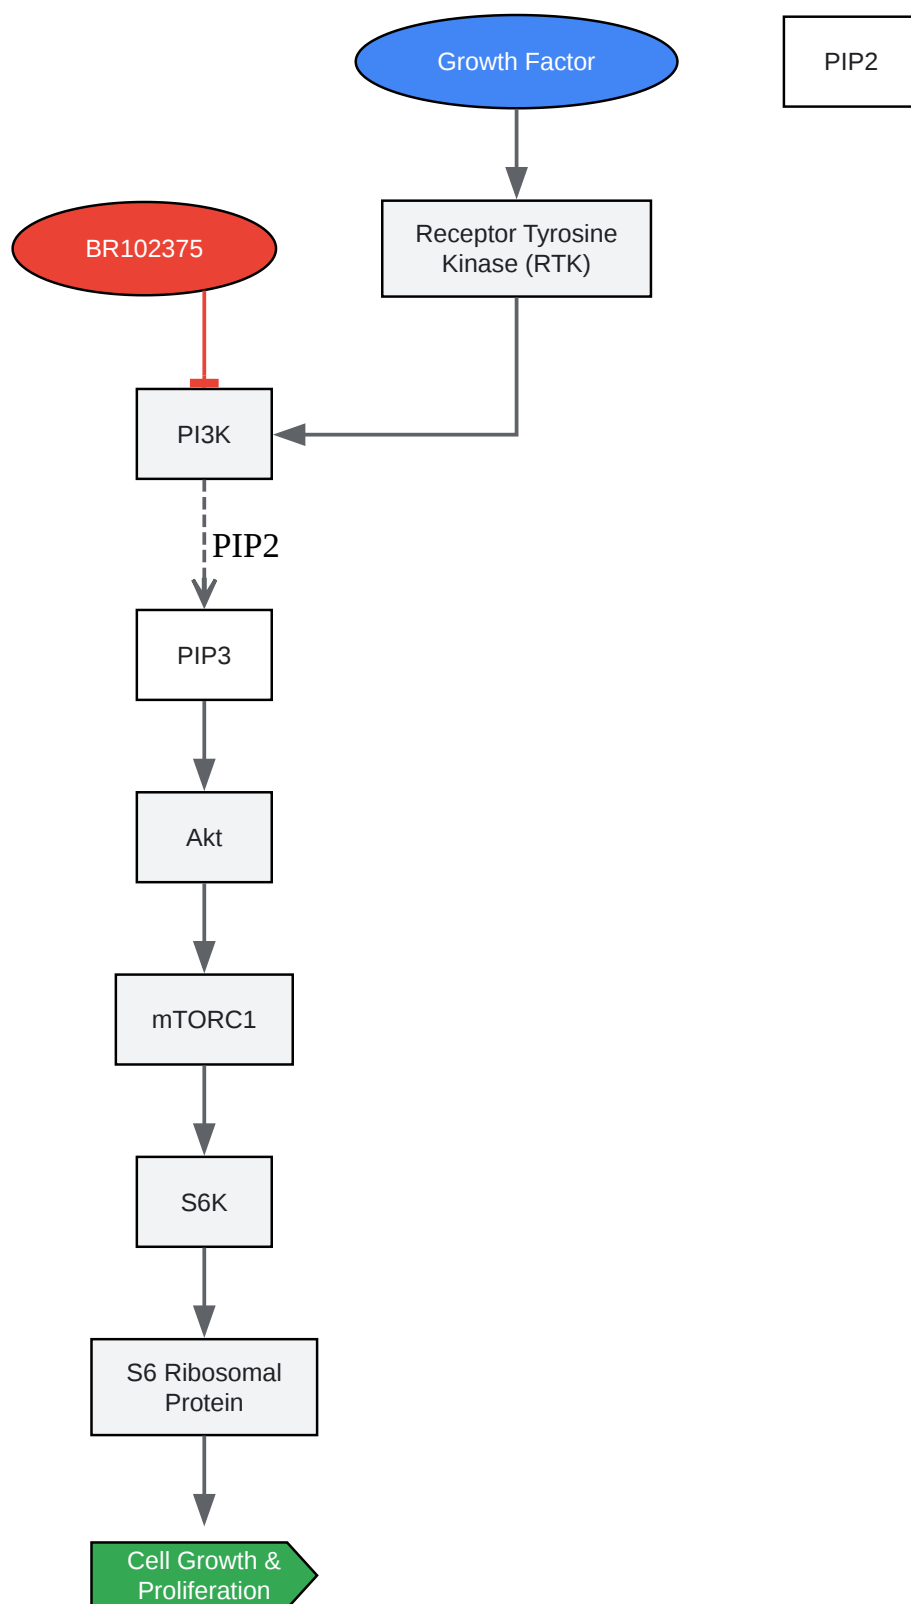 Growth Factor
PIP2
Receptor Tyrosine
Kinase (RTK)
BR102375
PI3K
PIP2
PIP3
Akt
mTORC1
S6K
S6 Ribosomal
Protein
Cell Growth &
Proliferation